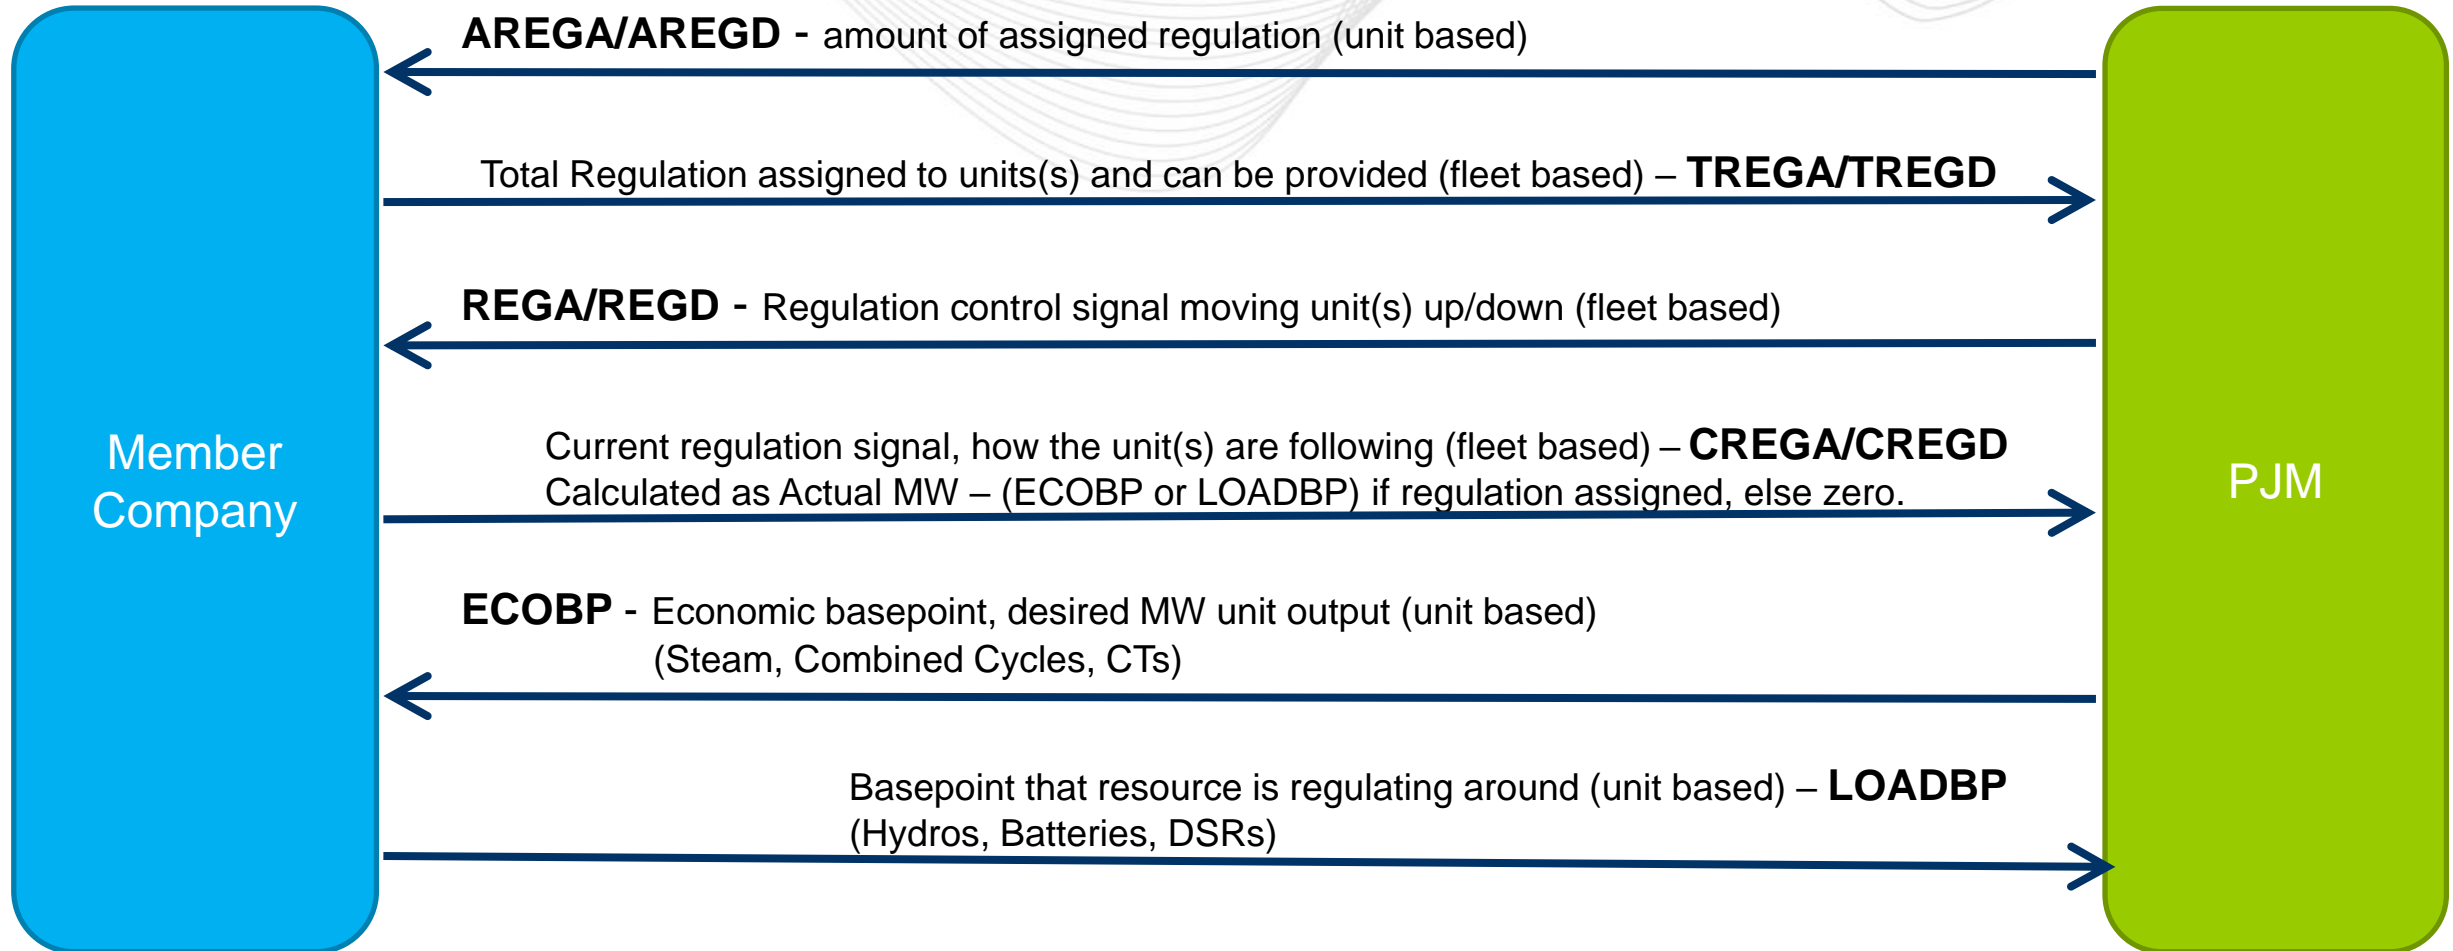 AREGA/AREGD - amount of assigned regulation (unit based)
Total Regulation assigned to units(s) and can be provided (fleet based) – TREGA/TREGD
REGA/REGD - Regulation control signal moving unit(s) up/down (fleet based)
Member
Company
Current regulation signal, how the unit(s) are following (fleet based) – CREGA/CREGD
Calculated as Actual MW – (ECOBP or LOADBP) if regulation assigned, else zero.
PJM
ECOBP - Economic basepoint, desired MW unit output (unit based)
(Steam, Combined Cycles, CTs)
Basepoint that resource is regulating around (unit based) – LOADBP
(Hydros, Batteries, DSRs)